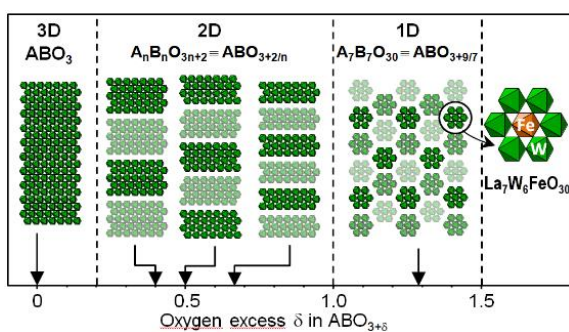 3D
ABO₃
2D
AₙBₙO₃ₙ₊₂ = ABO₃₊₂/ₙ
1D
A₇B₇O₃₀ = ABO₃₊₉/₇
Fe
W
La₇W₆FeO₃₀
0
0.5
1.0
1.5
Oxygen excess δ in ABO₃₊δ